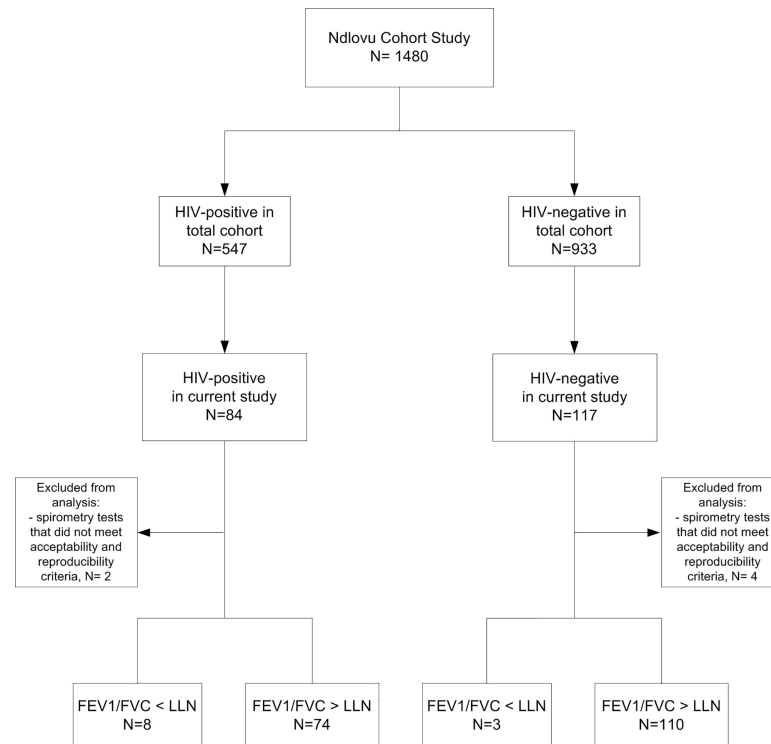 Ndlovu Cohort Study
N= 1480
HIV-positive in
total cohort
N=547
HIV-negative in
total cohort
N=933
HIV-positive
in current study
N=84
HIV-negative
in current study
N=117
Excluded from
analysis:
- spirometry tests
that did not meet
acceptability and
reproducibility
criteria, N= 2
Excluded from
analysis:
- spirometry tests
that did not meet
acceptability and
reproducibility
criteria, N= 4
FEV1/FVC < LLN
N=8
FEV1/FVC > LLN
N=74
FEV1/FVC < LLN
N=3
FEV1/FVC > LLN
N=110